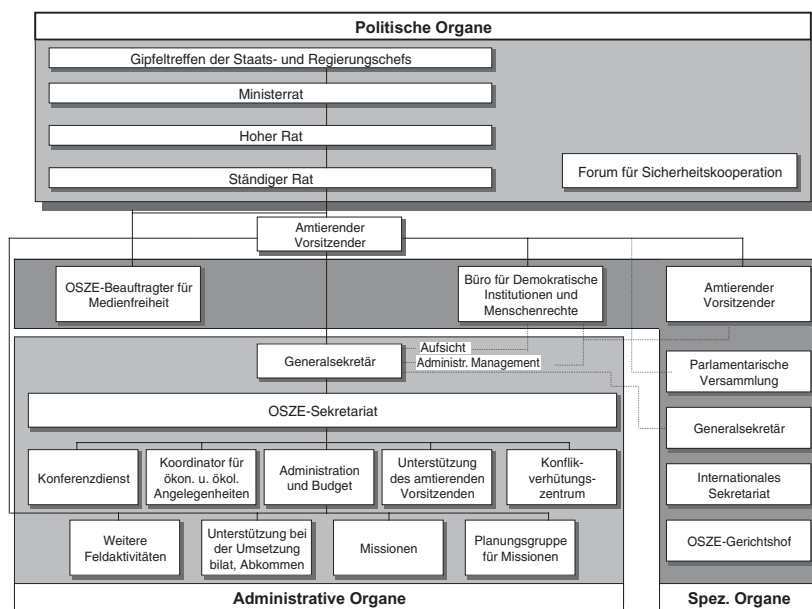 Politische Organe
Gipfeltreffen der Staats- und Regierungschefs
Ministerrat
Hoher Rat
Ständiger Rat
Forum für Sicherheitskooperation
Amtierender
Vorsitzender
OSZE-Beauftragter für
Medienfreiheit
Büro für Demokratische
Institutionen und
Menschenrechte
Amtierender
Vorsitzender
Aufsicht
Generalsekretär
Administr. Management
Parlamentarische
Versammlung
OSZE-Sekretariat
Generalsekretär
Konferenzdienst
Koordinator für
ökon. u. ökol.
Angelegenheiten
Administration
und Budget
Unterstützung
des amtierenden
Vorsitzenden
Konflik-
verhütungs-
zentrum
Internationales
Sekretariat
Weitere
Feldaktivitäten
Unterstützung bei
der Umsetzung
bilat, Abkommen
Missionen
Planungsgruppe
für Missionen
OSZE-Gerichtshof
Administrative Organe
Spez. Organe